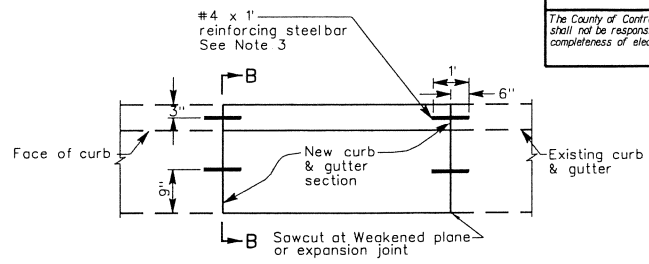 #4 x 1'
reinforcing steel bar
See Note 3
The County of Contr
shall not be respons
completeness of elec
B
1'
6"
3"
Face of curb
New curb
& gutter
section
Existing curb
& gutter
9"
B
Sawcut at Weakened plane
or expansion joint